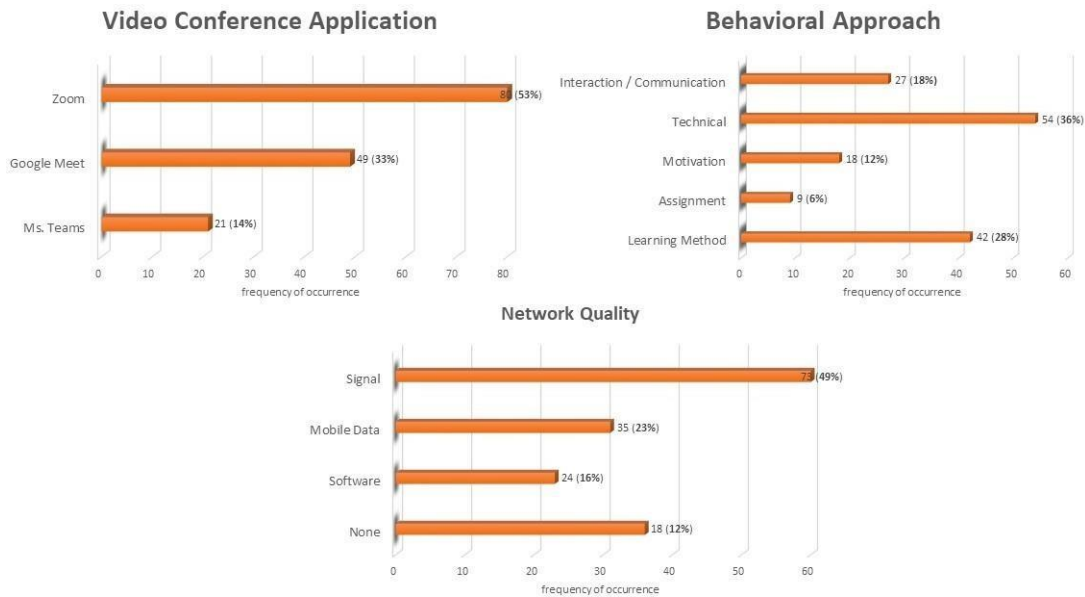 Video Conference Application
Zoom
80 (53%)
Google Meet
49 (33%)
Ms. Teams
21 (14%)
0 10 20 30 40 50 60 70 80
frequency of occurrence
Behavioral Approach
Interaction / Communication
27 (18%)
Technical
54 (36%)
Motivation
18 (12%)
Assignment
9 (6%)
Learning Method
42 (28%)
0 10 20 30 40 50 60
frequency of occurrence
Network Quality
Signal
73 (49%)
Mobile Data
35 (23%)
Software
24 (16%)
None
18 (12%)
0 10 20 30 40 50 60
frequency of occurrence